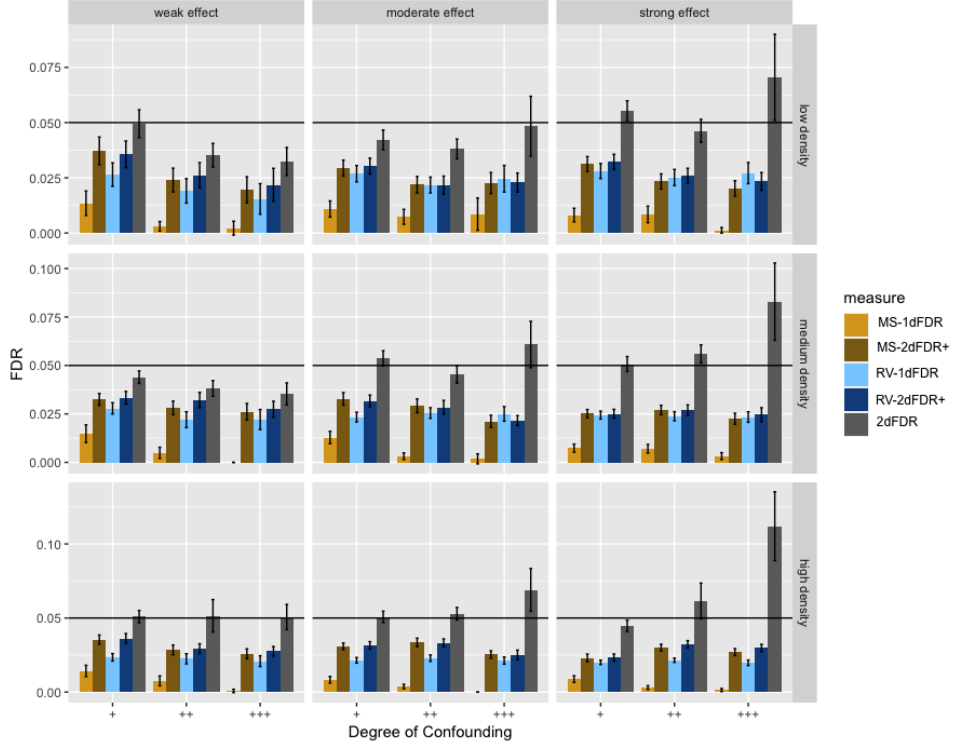 weak effect moderate effect strong effect
0.075
0.050
0.025
0.000
low density
0.100
0.075
0.050
0.025
0.000
medium density
0.10
0.05
0.00
high density
FDR
+ ++ +++ + ++ +++ + ++ +++
Degree of Confounding
measure
MS-1dFDR
MS-2dFDR+
RV-1dFDR
RV-2dFDR+
2dFDR